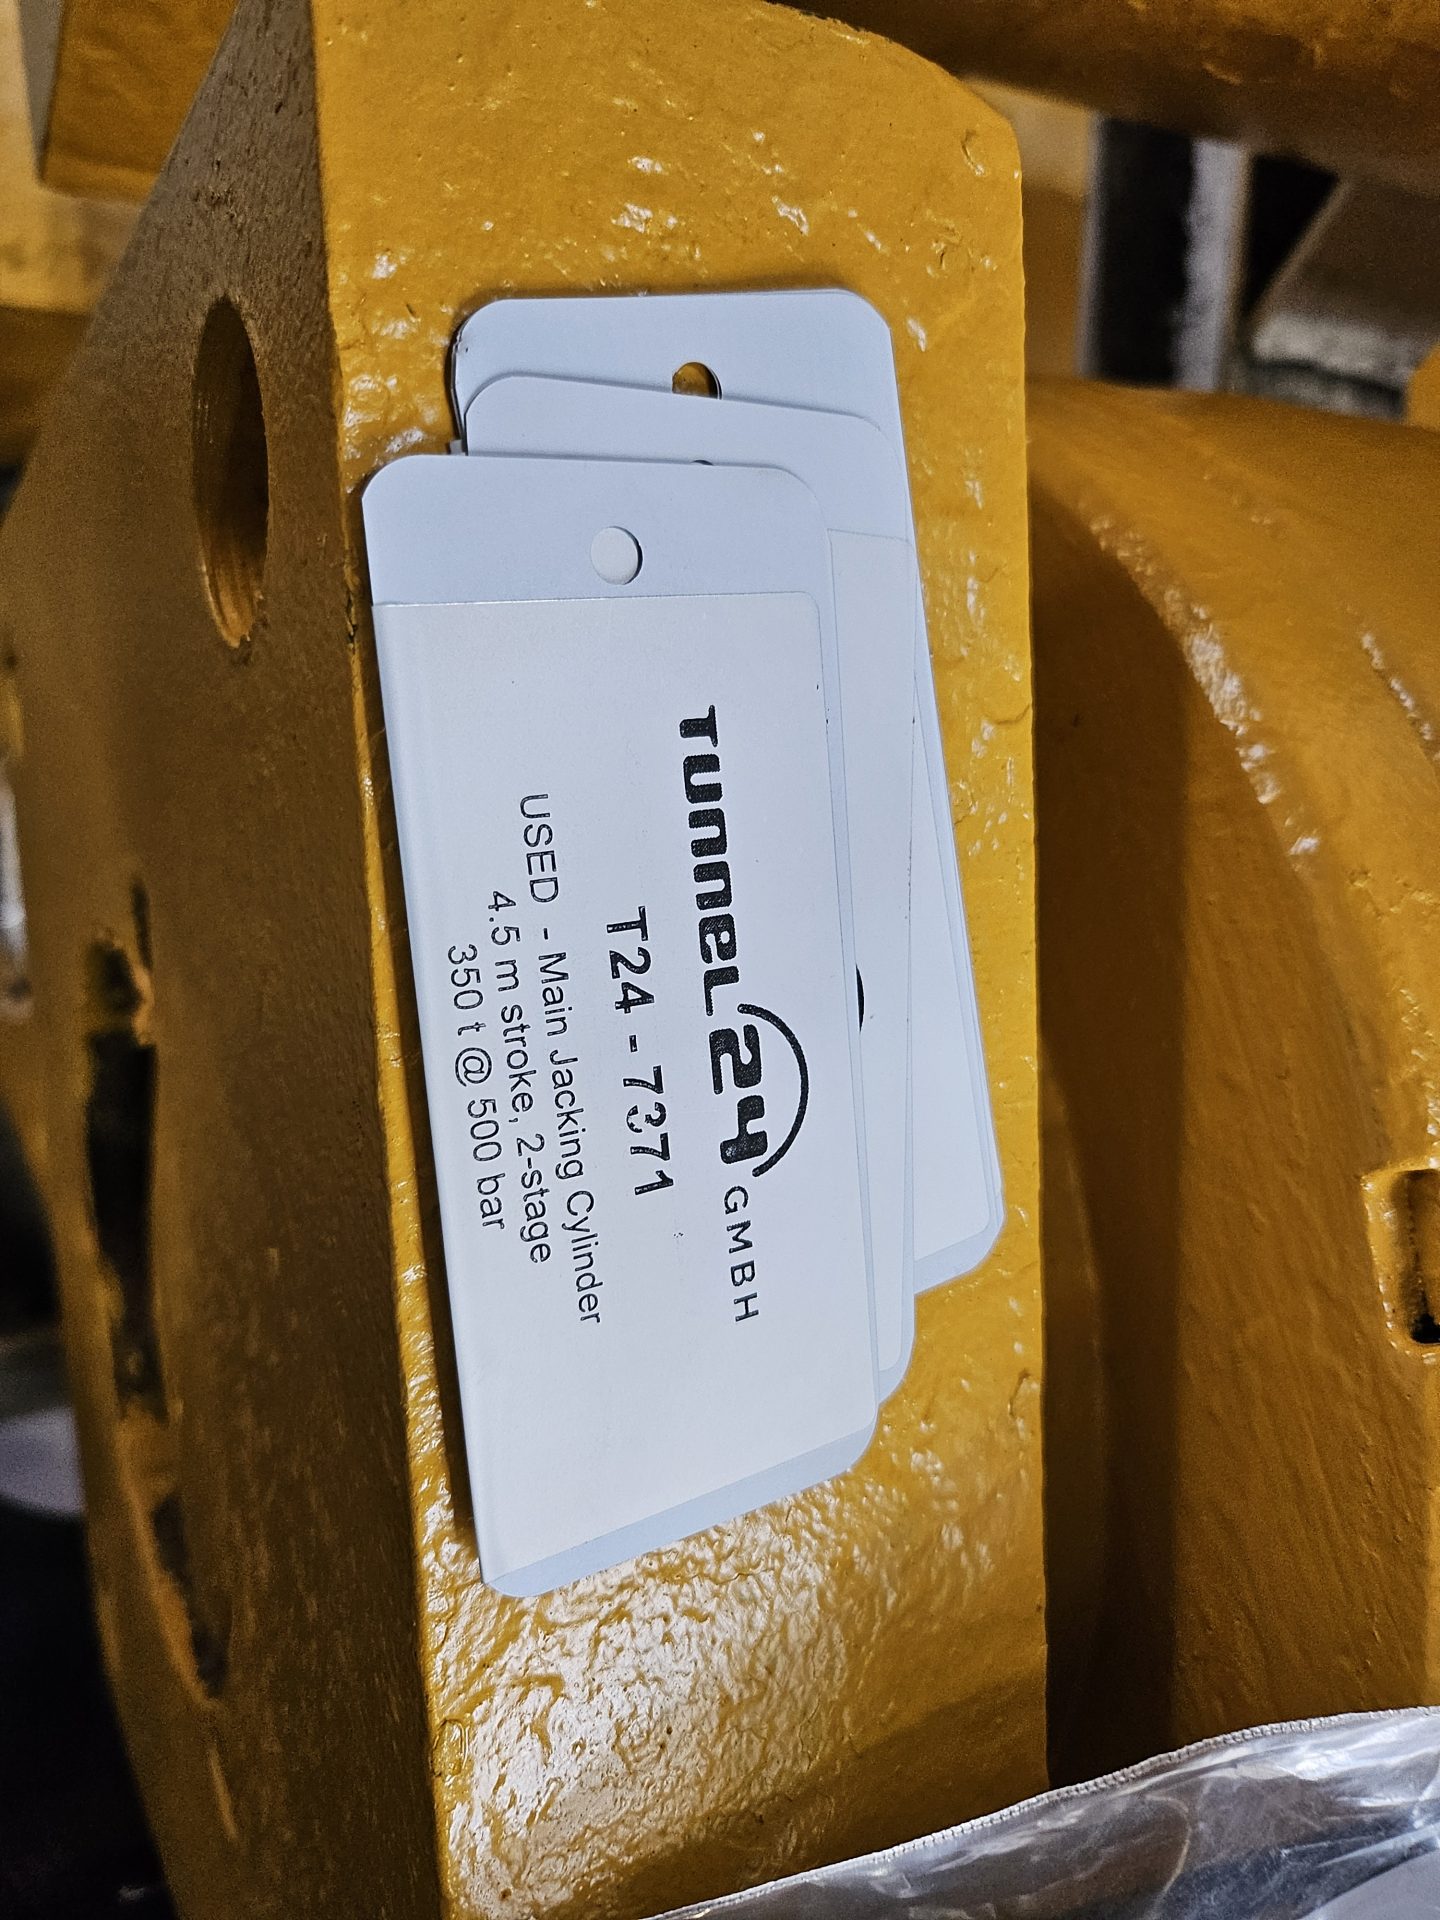 TUNNEL24 GMBH
T24 - 7371
USED - Main Jacking Cylinder
4.5 m stroke, 2-stage
350 t @ 500 bar